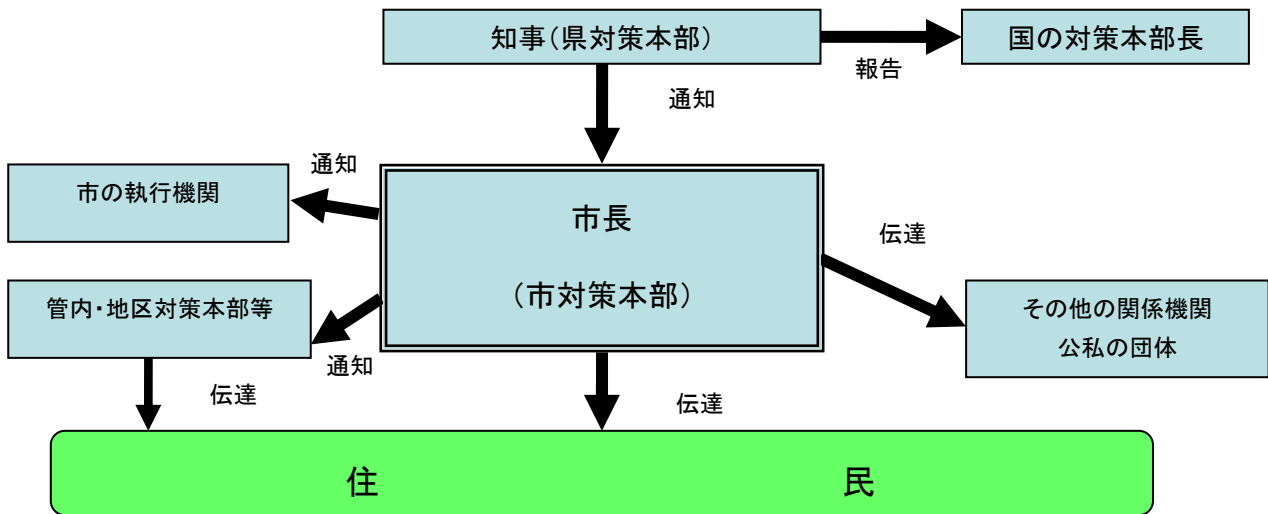 知事（県対策本部）
国の対策本部長
報告
通知
通知
市の執行機関
市長
（市対策本部）
伝達
管内・地区対策本部等
その他の関係機関
公私の団体
通知
伝達
伝達
住民